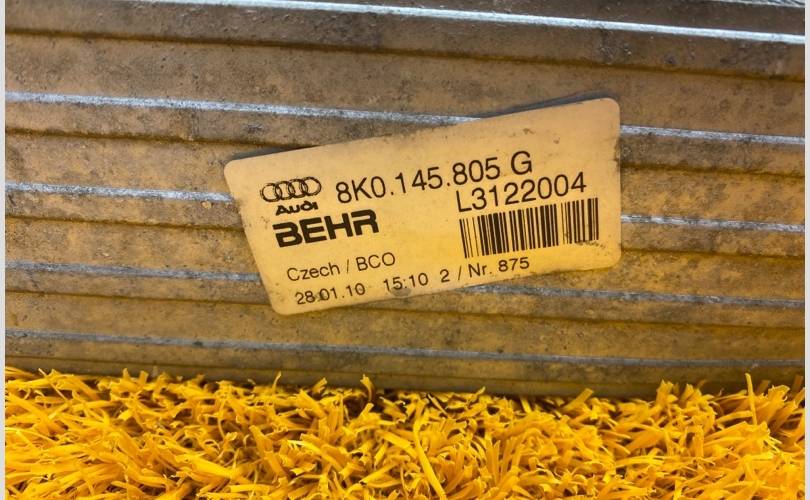 8K0.145.805 G
Audi
L3122004
BEHR
Czech / BCO
28.01.10 15:10 2 / Nr. 875